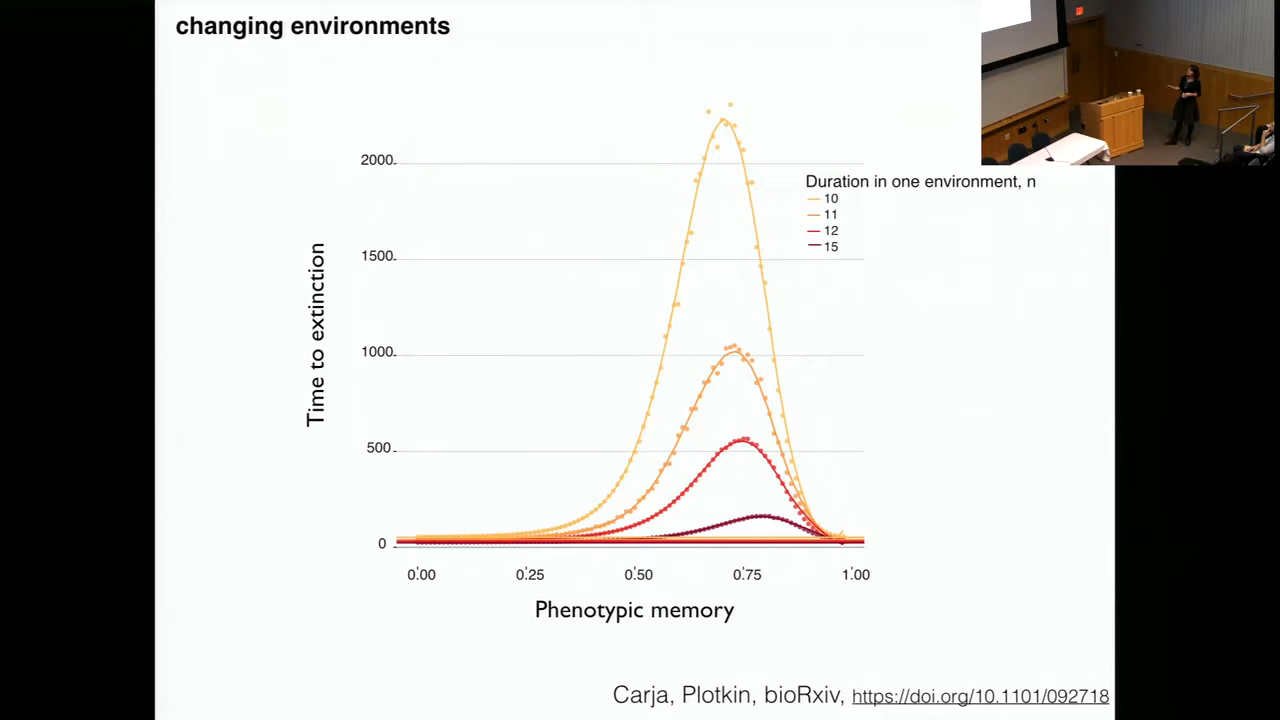 changing environments
Duration in one environment, n
10
11
12
15
Time to extinction
2000
1500
1000
500
0
0.00
0.25
0.50
0.75
1.00
Phenotypic memory
Carja, Plotkin, bioRxiv, https://doi.org/10.1101/092718